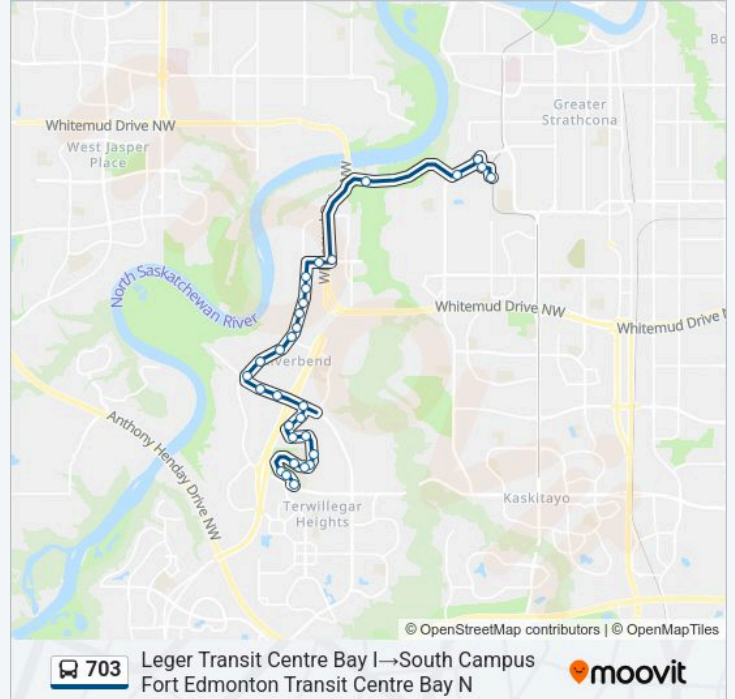 Bo
Greater
Strathcona
Whitemud Drive NW
West Jasper
Place
North Saskatchewan River
Whitemud Drive NW
Whitemud Drive N
verbend
Anthony Henday Drive NW
Kaskitayo
Terwillegar
Heights
© OpenStreetMap contributors | © OpenMapTiles
703
Leger Transit Centre Bay I→South Campus
Fort Edmonton Transit Centre Bay N
moovit